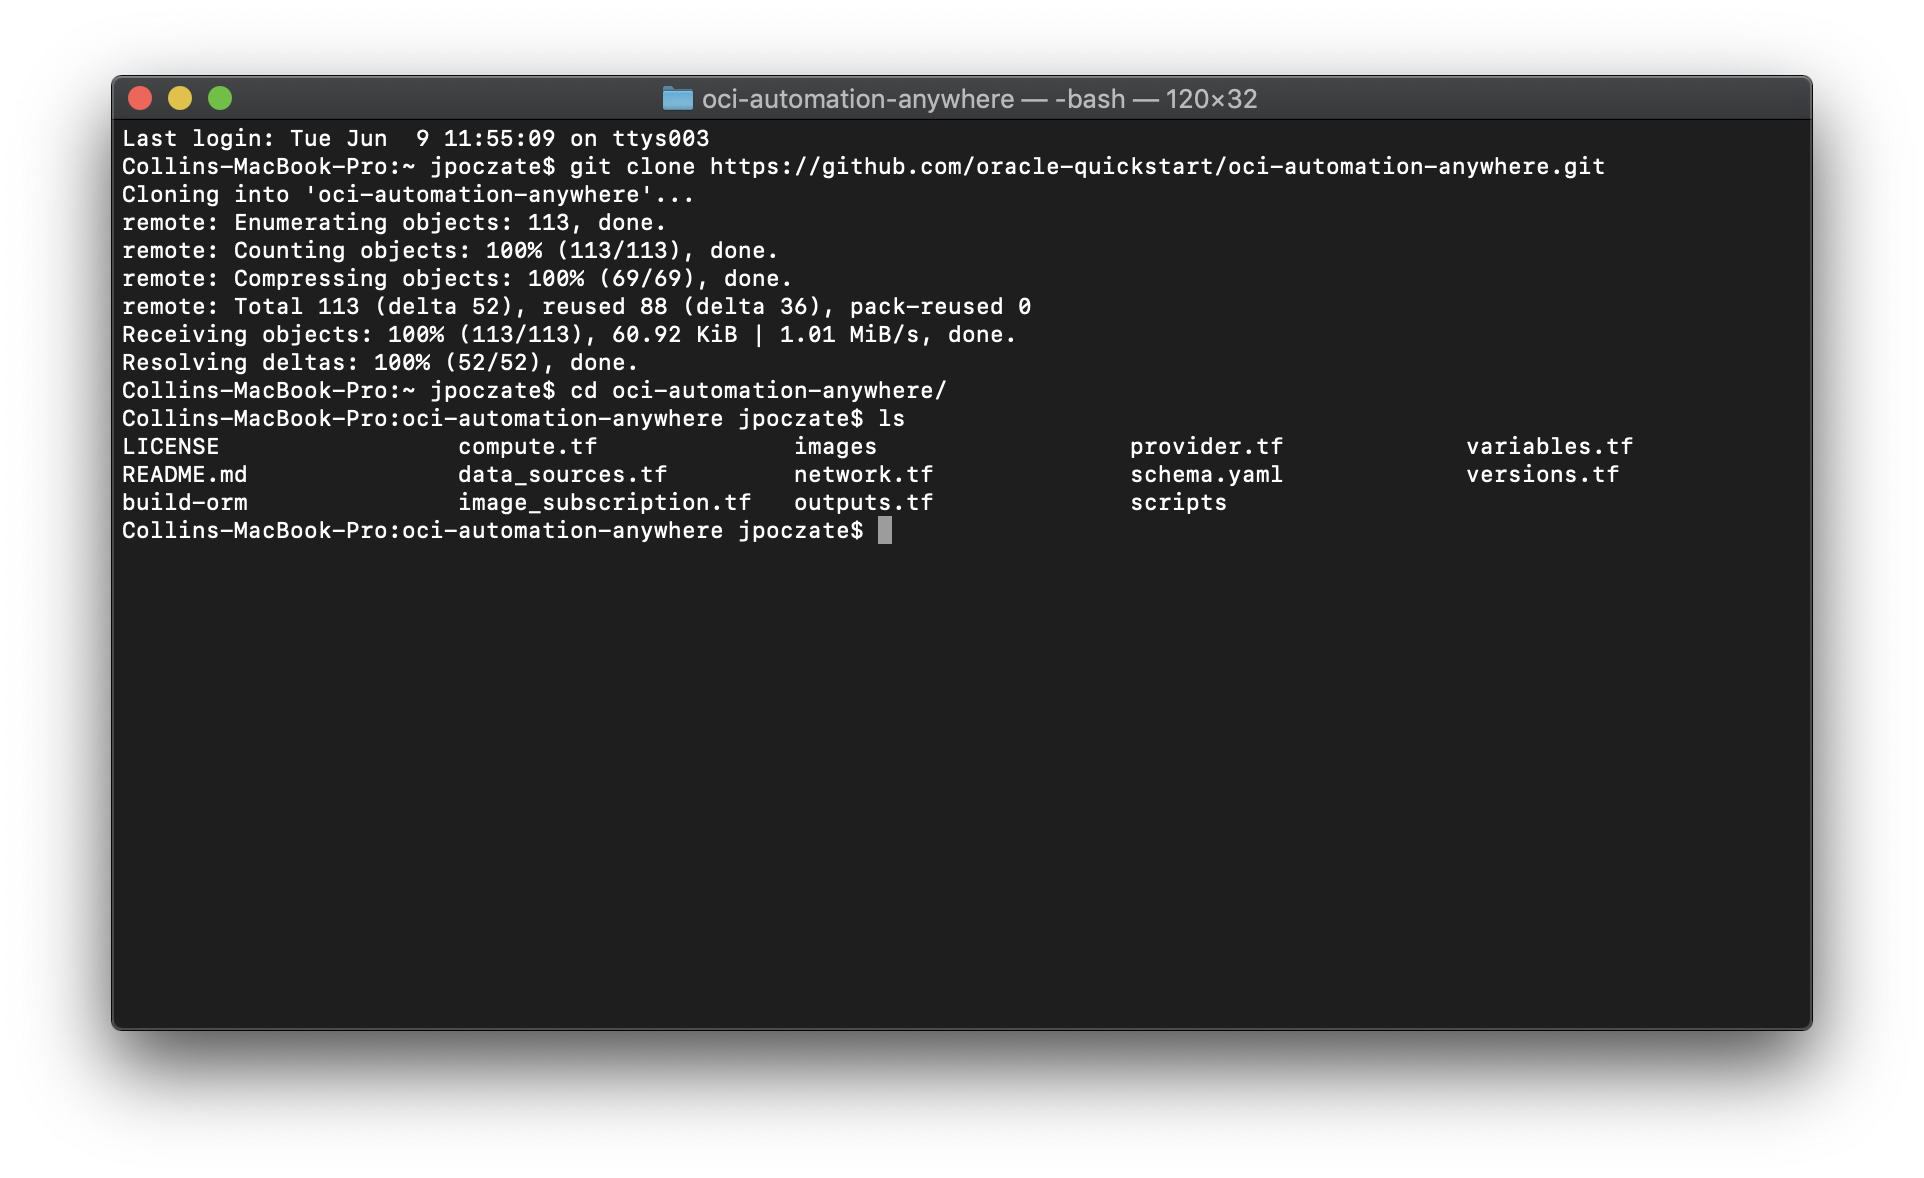 oci-automation-anywhere — -bash — 120×32
Last login: Tue Jun  9 11:55:09 on ttys003
Collins-MacBook-Pro:~ jpoczate$ git clone https://github.com/oracle-quickstart/oci-automation-anywhere.git
Cloning into 'oci-automation-anywhere'...
remote: Enumerating objects: 113, done.
remote: Counting objects: 100% (113/113), done.
remote: Compressing objects: 100% (69/69), done.
remote: Total 113 (delta 52), reused 88 (delta 36), pack-reused 0
Receiving objects: 100% (113/113), 60.92 KiB | 1.01 MiB/s, done.
Resolving deltas: 100% (52/52), done.
Collins-MacBook-Pro:~ jpoczate$ cd oci-automation-anywhere/
Collins-MacBook-Pro:oci-automation-anywhere jpoczate$ ls
LICENSE                 compute.tf              images                  provider.tf             variables.tf
README.md               data_sources.tf         network.tf              schema.yaml             versions.tf
build-orm               image_subscription.tf   outputs.tf              scripts
Collins-MacBook-Pro:oci-automation-anywhere jpoczate$